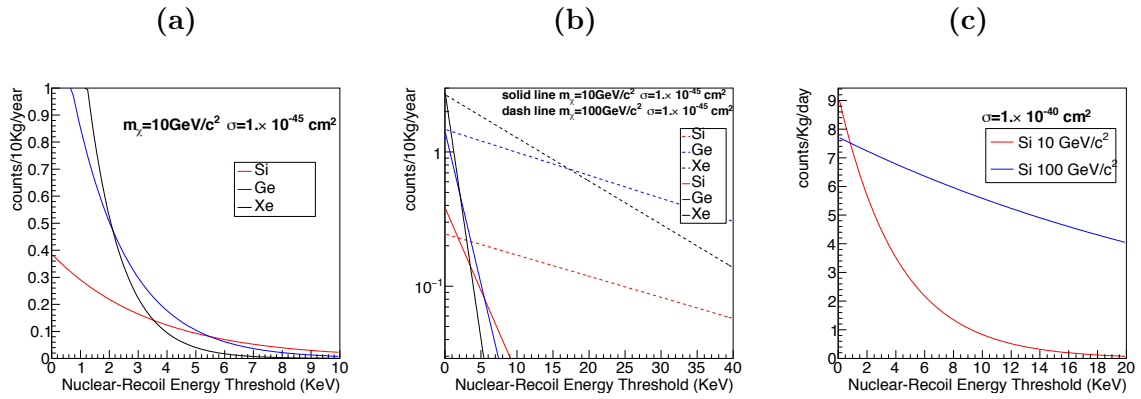 (a)
(b)
(c)
counts/10Kg/year
1
0.9
0.8
0.7
0.6
0.5
0.4
0.3
0.2
0.1
0
mχ=10GeV/c² σ=1.× 10⁻⁴⁵ cm²
Si
Ge
Xe
0 1 2 3 4 5 6 7 8 9 10
Nuclear-Recoil Energy Threshold (KeV)
counts/10Kg/year
1
10⁻¹
solid line mχ=10GeV/c² σ=1.× 10⁻⁴⁵ cm²
dash line mχ=100GeV/c² σ=1.× 10⁻⁴⁵ cm²
Si
Ge
Xe
Si
Ge
Xe
0 5 10 15 20 25 30 35 40
Nuclear-Recoil Energy Threshold (KeV)
counts/Kg/day
9
8
7
6
5
4
3
2
1
0
σ=1.× 10⁻⁴⁰ cm²
Si 10 GeV/c²
Si 100 GeV/c²
0 2 4 6 8 10 12 14 16 18 20
Nuclear-Recoil Energy Threshold (KeV)